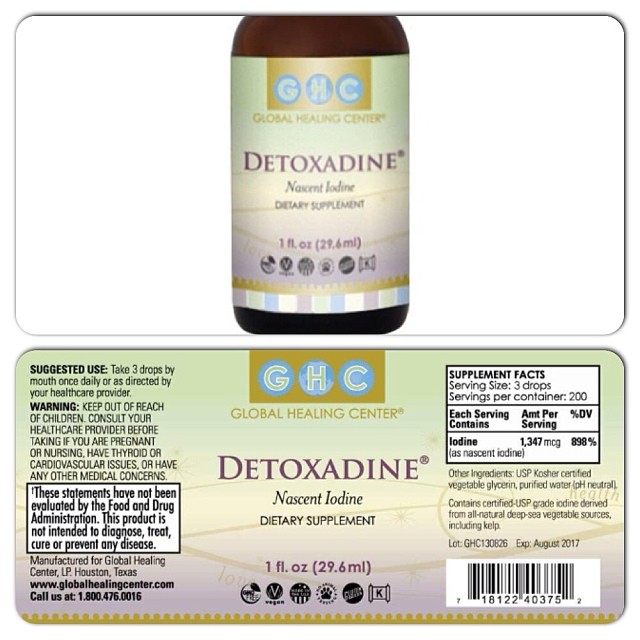 GHC
GLOBAL HEALING CENTER®
DETOXADINE®
Nascent Iodine
DIETARY SUPPLEMENT
1 fl. oz (29.6ml)
SUGGESTED USE: Take 3 drops by
mouth once daily or as directed by
your healthcare provider.
WARNING: KEEP OUT OF REACH
OF CHILDREN. CONSULT YOUR
HEALTHCARE PROVIDER BEFORE
TAKING IF YOU ARE PREGNANT
OR NURSING, HAVE THYROID OR
CARDIOVASCULAR ISSUES, OR HAVE
ANY OTHER MEDICAL CONCERNS.
†These statements have not been
evaluated by the Food and Drug
Administration. This product is
not intended to diagnose, treat,
cure or prevent any disease.
Manufactured for Global Healing
Center, LP. Houston, Texas
www.globalhealingcenter.com
Call us at: 1.800.476.0016
GHC
GLOBAL HEALING CENTER®
DETOXADINE®
Nascent Iodine
DIETARY SUPPLEMENT
1 fl. oz (29.6ml)
love
GHC
V
vegan
K
SUPPLEMENT FACTS
Serving Size: 3 drops
Servings per container: 200
Each Serving Amt Per %DV
Contains Serving
Iodine 1,347 mcg 898%
(as nascent iodine)
Other Ingredients: USP Kosher certified
vegetable glycerin, purified water (pH neutral).
health
Contains certified-USP grade iodine derived
from all-natural deep-sea vegetable sources,
including kelp.
Lot: GHC130826 Exp: August 2017
7 18122 40375 2